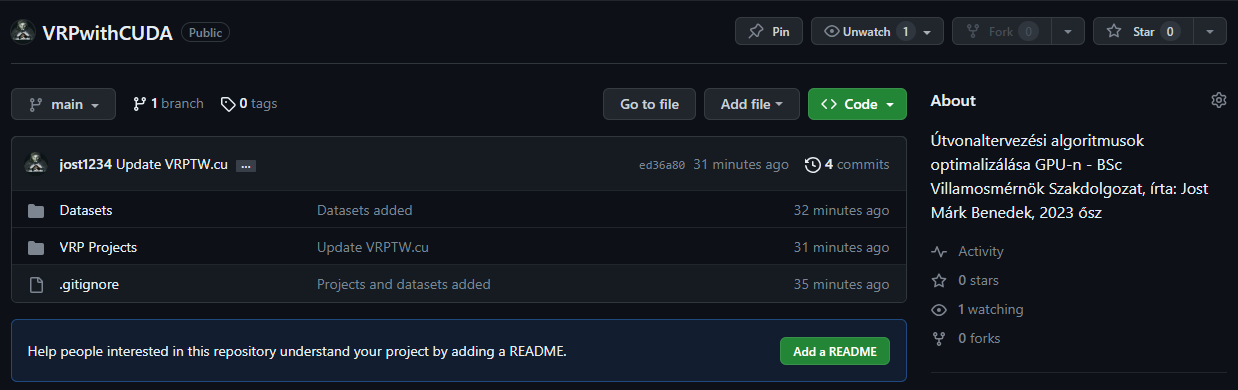 VRPwithCUDA Public
Pin
Unwatch 1
Fork 0
Star 0
main
1 branch
0 tags
Go to file
Add file
<> Code
jost1234 Update VRPTW.cu ...
ed36a80 31 minutes ago
4 commits
Datasets Datasets added 32 minutes ago
VRP Projects Update VRPTW.cu 31 minutes ago
.gitignore Projects and datasets added 35 minutes ago
Help people interested in this repository understand your project by adding a README.
Add a README
About
Útvonaltervezési algoritmusok
optimalizálása GPU-n - BSc
Villamosmérnök Szakdolgozat, írta: Jost
Márk Benedek, 2023 ősz
Activity
0 stars
1 watching
0 forks